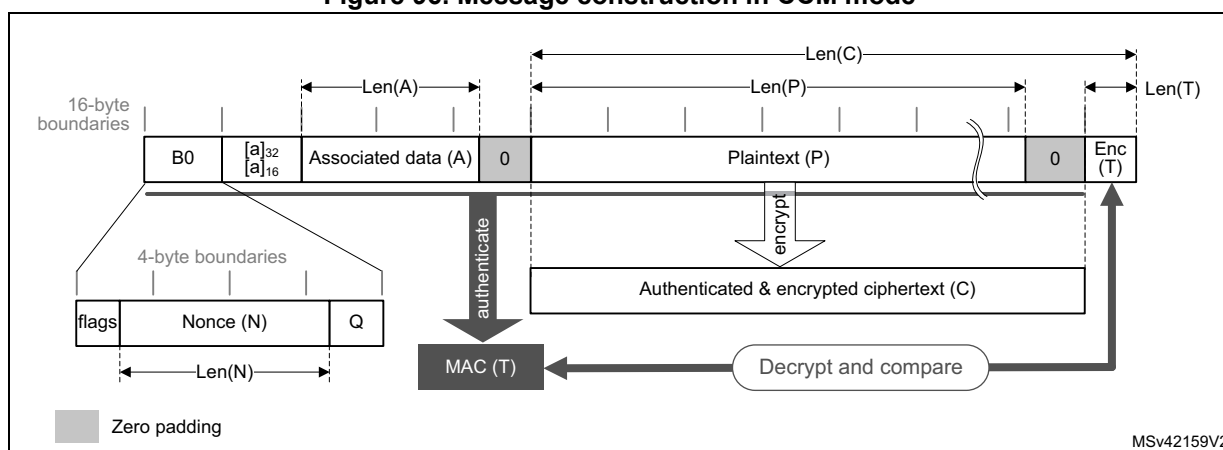 Figure 96. Message construction in CCM mode
Len(C)
Len(A)
Len(P)
Len(T)
16-byte
boundaries
B0
[a]32
[a]16
Associated data (A)
0
Plaintext (P)
0
Enc
(T)
authenticate
encrypt
4-byte boundaries
Authenticated & encrypted ciphertext (C)
flags
Nonce (N)
Q
Len(N)
MAC (T)
Decrypt and compare
Zero padding
MSv42159V2